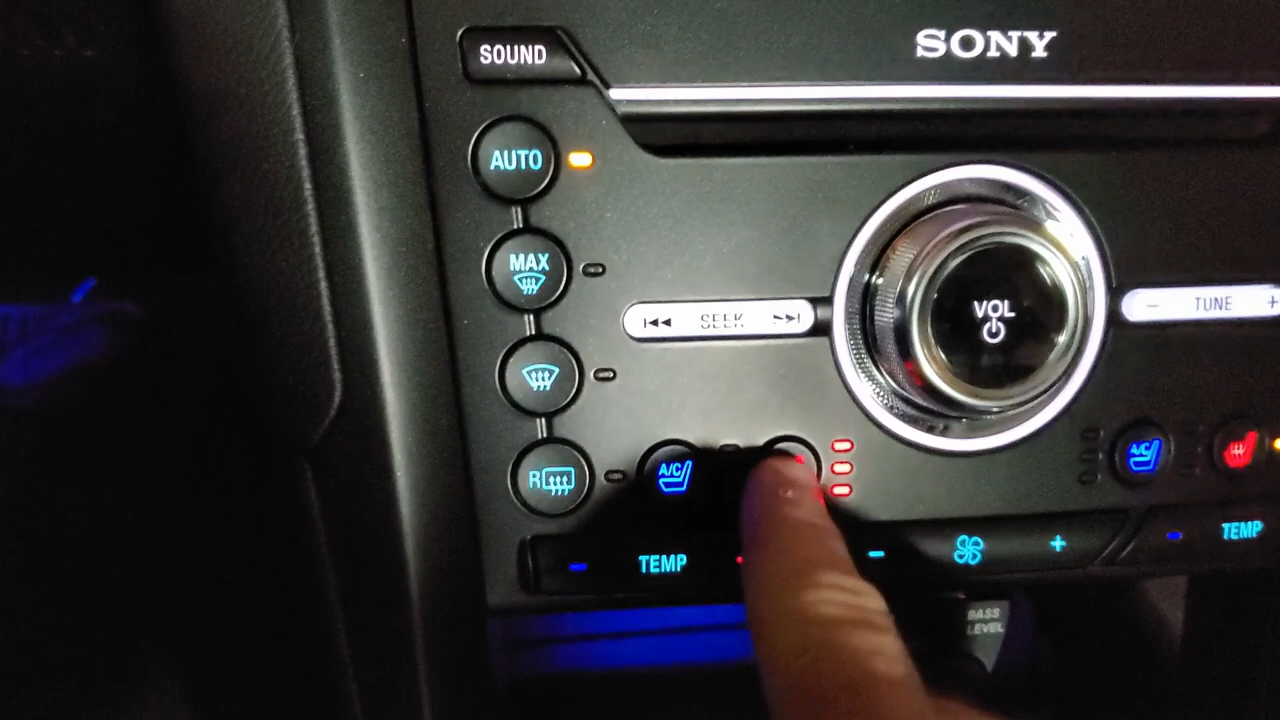 SOUND
SONY
AUTO
MAX
SEEK
VOL
- TUNE +
R
A/C
A/C
- TEMP
- +
- TEMP
BASS
LEVEL